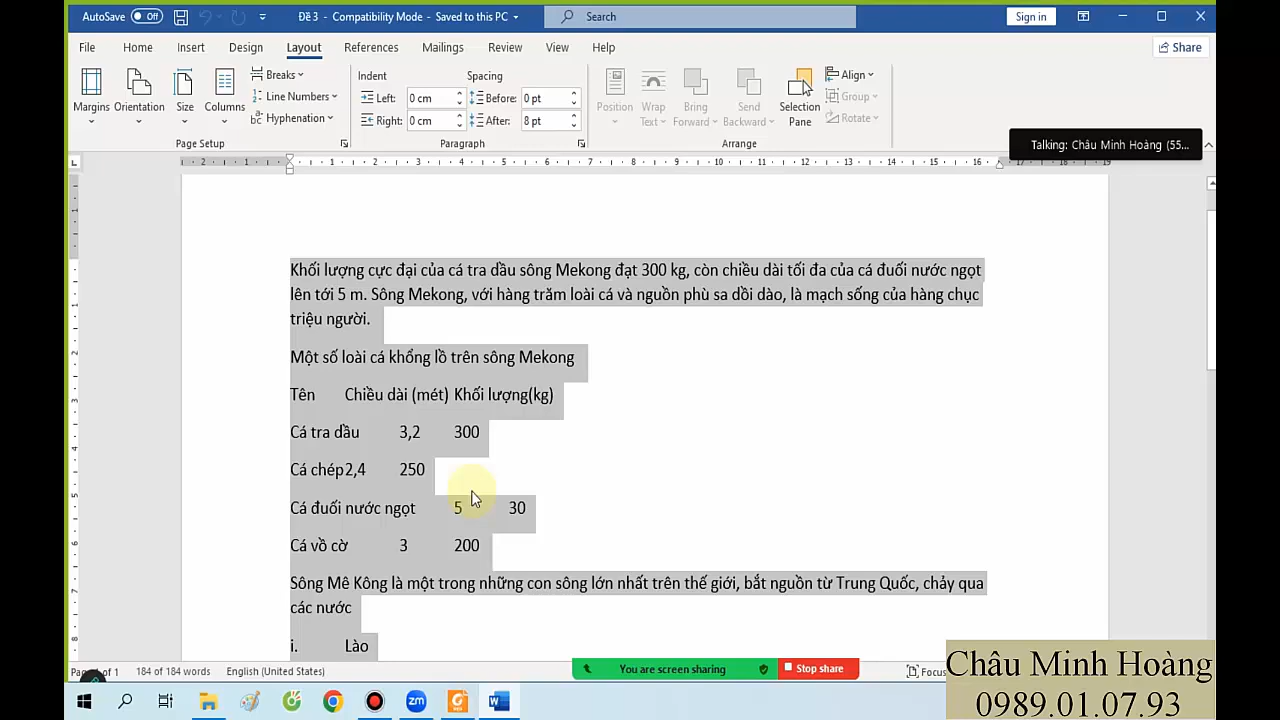 AutoSave Off Đề 3 - Compatibility Mode - Saved to this PC Search Sign in
File Home Insert Design Layout References Mailings Review View Help Share
Margins Orientation Size Columns
Breaks
Line Numbers
Hyphenation
Page Setup
Indent Spacing
Left: 0 cm Before: 0 pt
Right: 0 cm After: 8 pt
Paragraph
Position Wrap Text Bring Forward Send Backward Selection Pane
Align
Group
Rotate
Arrange
Talking: Châu Minh Hoàng (55...
Khối lượng cực đại của cá tra dầu sông Mekong đạt 300 kg, còn chiều dài tối đa của cá đuối nước ngọt
lên tới 5 m. Sông Mekong, với hàng trăm loài cá và nguồn phù sa dồi dào, là mạch sống của hàng chục
triệu người.
Một số loài cá khổng lồ trên sông Mekong
Tên Chiều dài (mét) Khối lượng(kg)
Cá tra dầu 3,2 300
Cá chép 2,4 250
Cá đuối nước ngọt 5 30
Cá vồ cờ 3 200
Sông Mê Kông là một trong những con sông lớn nhất trên thế giới, bắt nguồn từ Trung Quốc, chảy qua
các nước
i. Lào
of 1 184 of 184 words English (United States) You are screen sharing Stop share Focus
Châu Minh Hoàng
0989.01.07.93